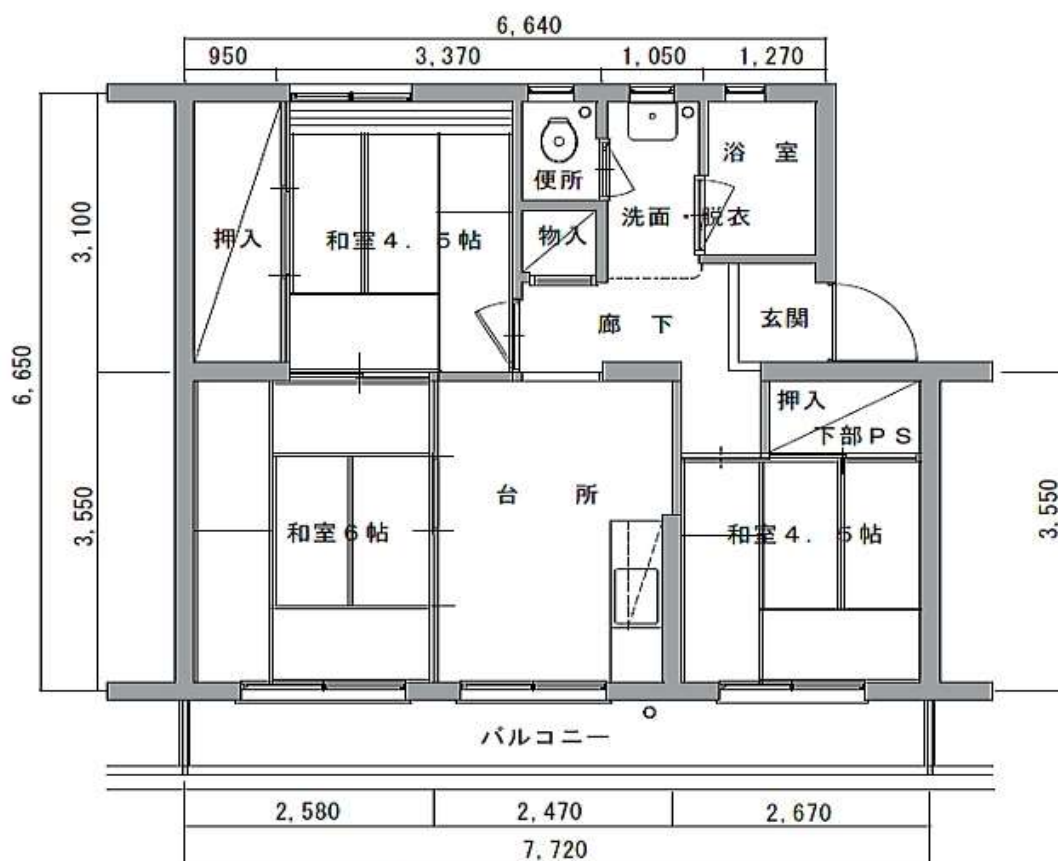 6,640
950 3,370 1,050 1,270
浴 室
便所
洗面・脱衣
押入 和室4．5帖 物入
3,100
廊 下 玄関
6,650
押入
下部PS
台 所
3,550 和室6帖 和室4．5帖 3,550
バルコニー
2,580 2,470 2,670
7,720